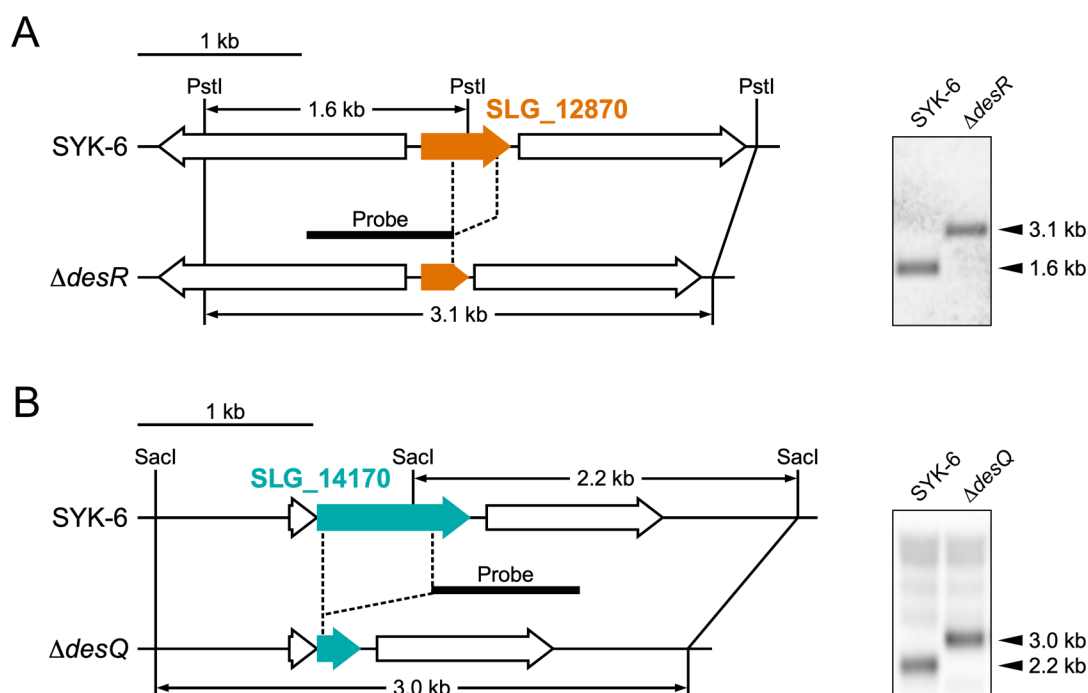 A
1 kb
PstI PstI PstI
1.6 kb
SLG_12870
SYK-6
Probe
ΔdesR
3.1 kb
SYK-6 ΔdesR
3.1 kb
1.6 kb
B
1 kb
SacI SacI SacI
SLG_14170
2.2 kb
SYK-6
Probe
ΔdesQ
3.0 kb
SYK-6 ΔdesQ
3.0 kb
2.2 kb